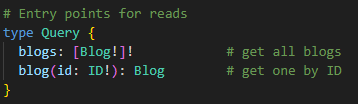 # Entry points for reads
type Query {
  blogs: [Blog!]!           # get all blogs
  blog(id: ID!): Blog       # get one by ID
}